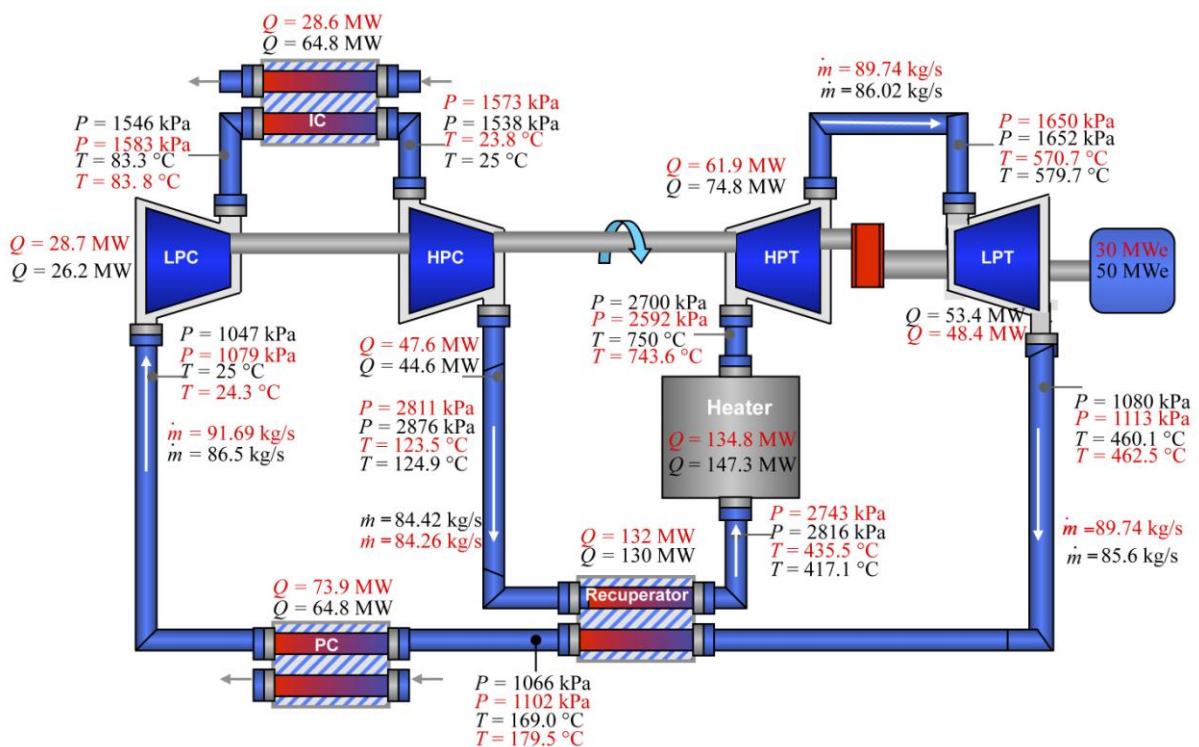 Q = 28.6 MW
Q = 64.8 MW
IC
P = 1546 kPa
P = 1583 kPa
T = 83.3 °C
T = 83. 8 °C
P = 1573 kPa
P = 1538 kPa
T = 23.8 °C
T = 25 °C
ṁ = 89.74 kg/s
ṁ = 86.02 kg/s
P = 1650 kPa
P = 1652 kPa
T = 570.7 °C
T = 579.7 °C
Q = 61.9 MW
Q = 74.8 MW
Q = 28.7 MW
Q = 26.2 MW
LPC
HPC
HPT
LPT
30 MWe
50 MWe
P = 1047 kPa
P = 1079 kPa
T = 25 °C
T = 24.3 °C
ṁ = 91.69 kg/s
ṁ = 86.5 kg/s
Q = 47.6 MW
Q = 44.6 MW
P = 2811 kPa
P = 2876 kPa
T = 123.5 °C
T = 124.9 °C
P = 2700 kPa
P = 2592 kPa
T = 750 °C
T = 743.6 °C
Q = 53.4 MW
Q = 48.4 MW
Heater
Q = 134.8 MW
Q = 147.3 MW
P = 1080 kPa
P = 1113 kPa
T = 460.1 °C
T = 462.5 °C
ṁ = 84.42 kg/s
ṁ = 84.26 kg/s
Q = 132 MW
Q = 130 MW
Recuperator
P = 2743 kPa
P = 2816 kPa
T = 435.5 °C
T = 417.1 °C
ṁ =89.74 kg/s
ṁ = 85.6 kg/s
Q = 73.9 MW
Q = 64.8 MW
PC
P = 1066 kPa
P = 1102 kPa
T = 169.0 °C
T = 179.5 °C